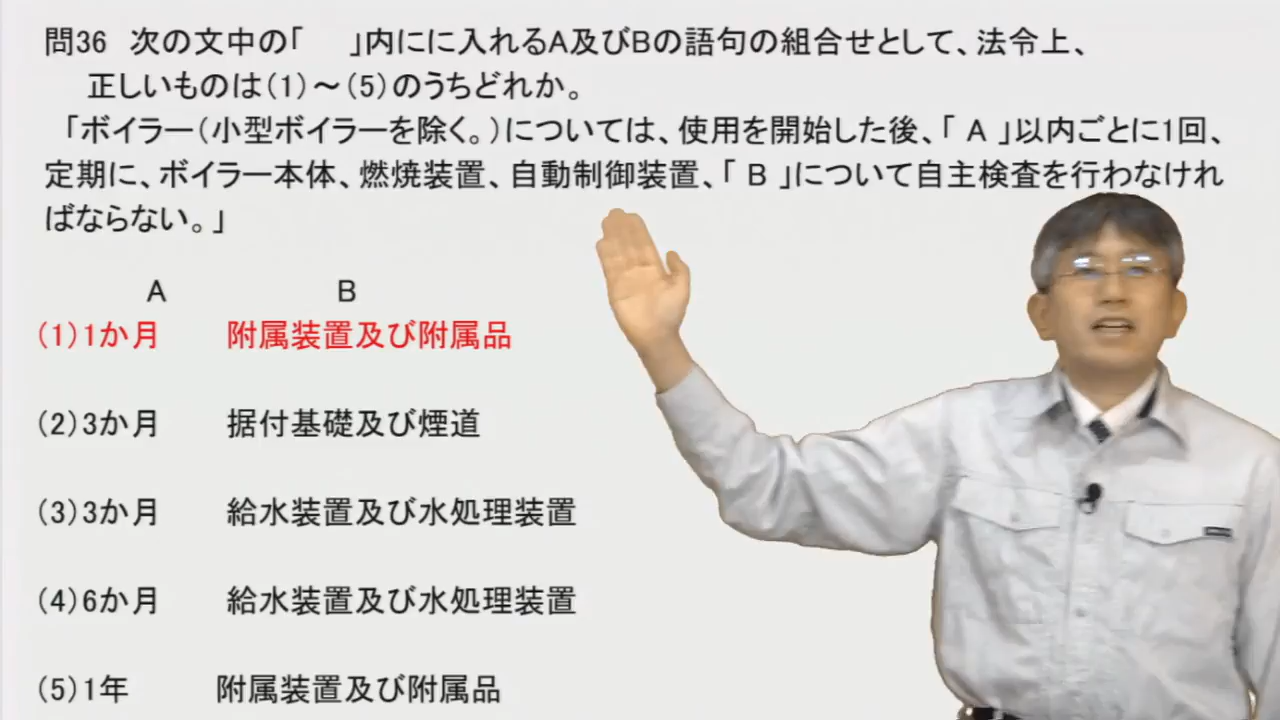 問36 次の文中の「　　」内にに入れるA及びBの語句の組合せとして、法令上、
正しいものは(1)～(5)のうちどれか。
「ボイラー(小型ボイラーを除く。)については、使用を開始した後、「 A 」以内ごとに1回、
定期に、ボイラー本体、燃焼装置、自動制御装置、「 B 」について自主検査を行わなけれ
ばならない。」
A B
(1)1か月 附属装置及び附属品
(2)3か月 据付基礎及び煙道
(3)3か月 給水装置及び水処理装置
(4)6か月 給水装置及び水処理装置
(5)1年 附属装置及び附属品